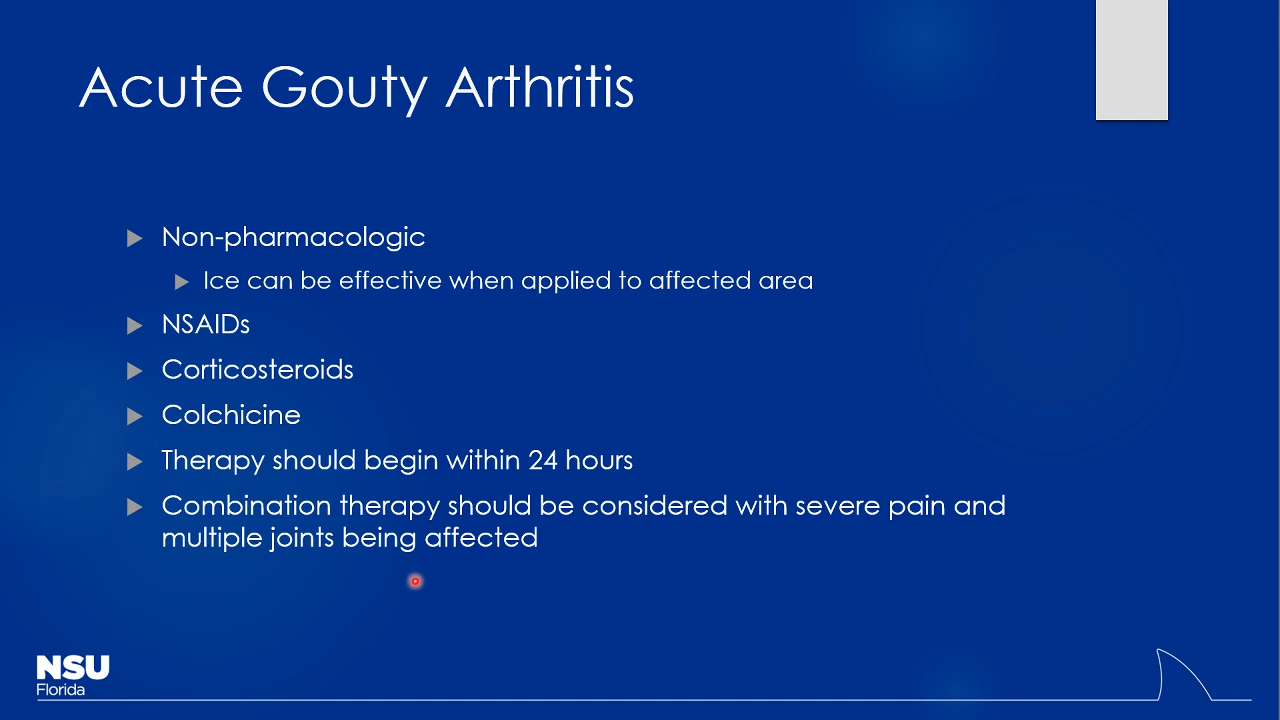 Acute Gouty Arthritis
Non-pharmacologic
Ice can be effective when applied to affected area
NSAIDs
Corticosteroids
Colchicine
Therapy should begin within 24 hours
Combination therapy should be considered with severe pain and
multiple joints being affected
NSU
Florida